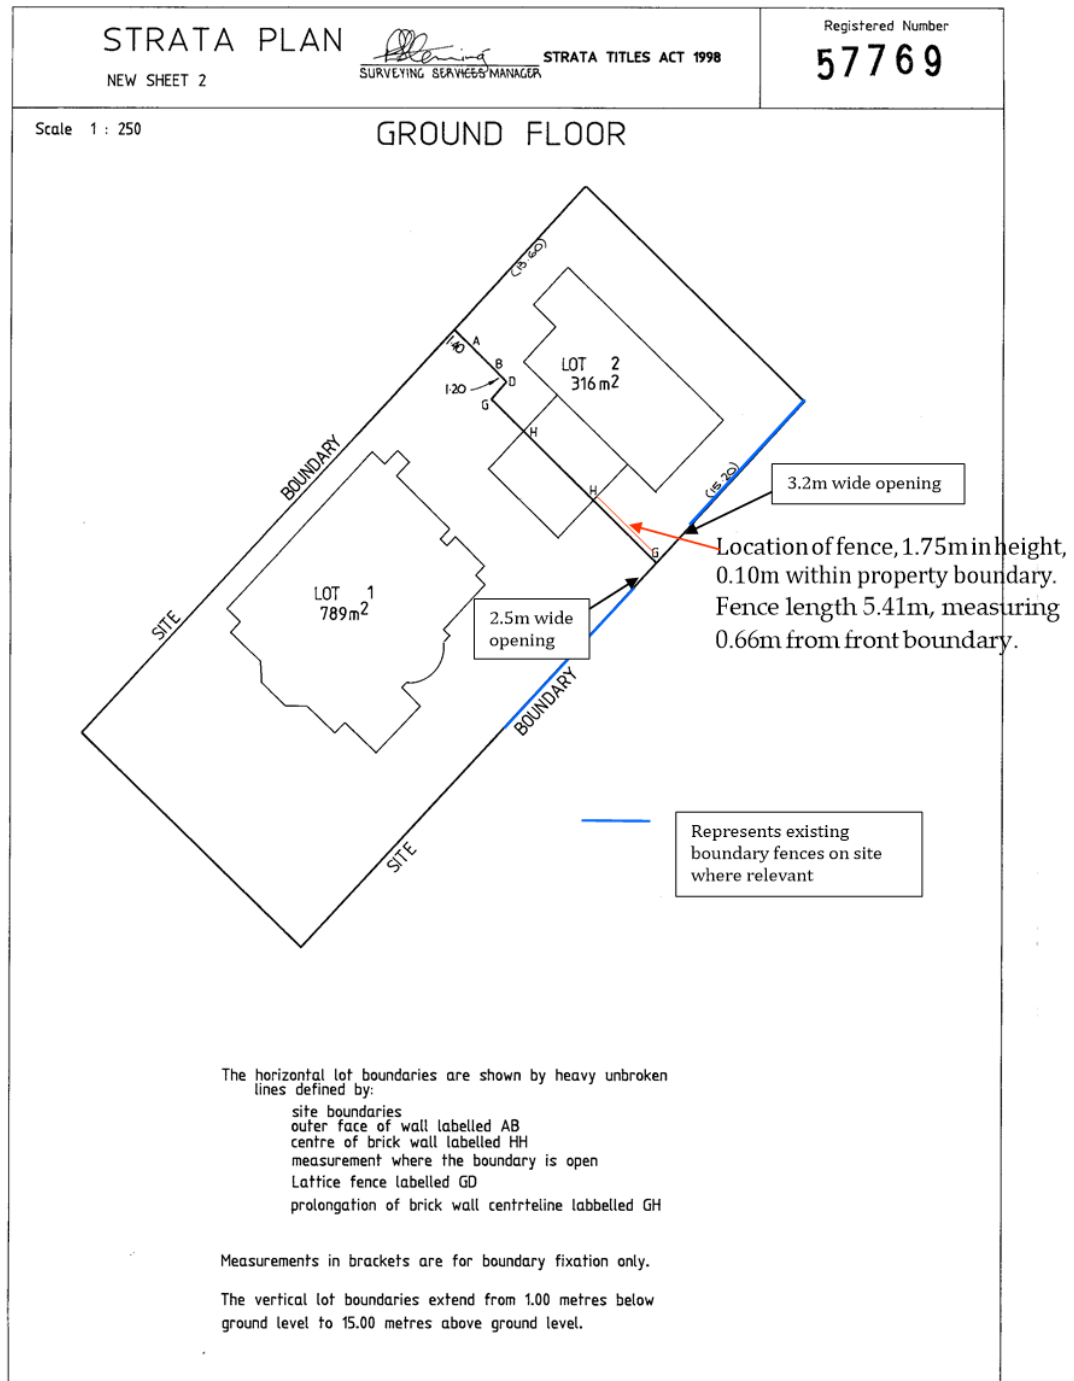 STRATA PLAN
NEW SHEET 2
SURVEYING SERVICES MANAGER
STRATA TITLES ACT 1998
Registered Number
57769
Scale 1 : 250
GROUND FLOOR
(13.60)
1.40
A
B
D
1.20
G
H
LOT 2
316m2
BOUNDARY
SITE
(15.20)
3.2m wide opening
H
G
Location of fence, 1.75m in height,
0.10m within property boundary.
Fence length 5.41m, measuring
0.66m from front boundary.
LOT 1
789m2
2.5m wide
opening
BOUNDARY
SITE
Represents existing
boundary fences on site
where relevant
The horizontal lot boundaries are shown by heavy unbroken
lines defined by:
site boundaries
outer face of wall labelled AB
centre of brick wall labelled HH
measurement where the boundary is open
Lattice fence labelled GD
prolongation of brick wall centrteline labbelled GH
Measurements in brackets are for boundary fixation only.
The vertical lot boundaries extend from 1.00 metres below
ground level to 15.00 metres above ground level.